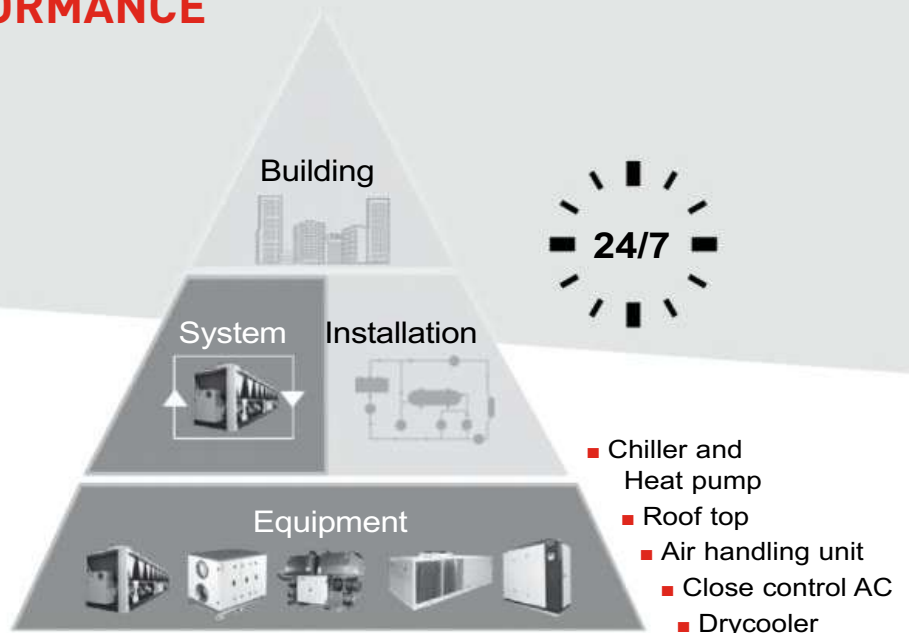 Building
24/7
System
Installation
Equipment
■ Chiller and
Heat pump
■ Roof top
■ Air handling unit
■ Close control AC
■ Drycooler